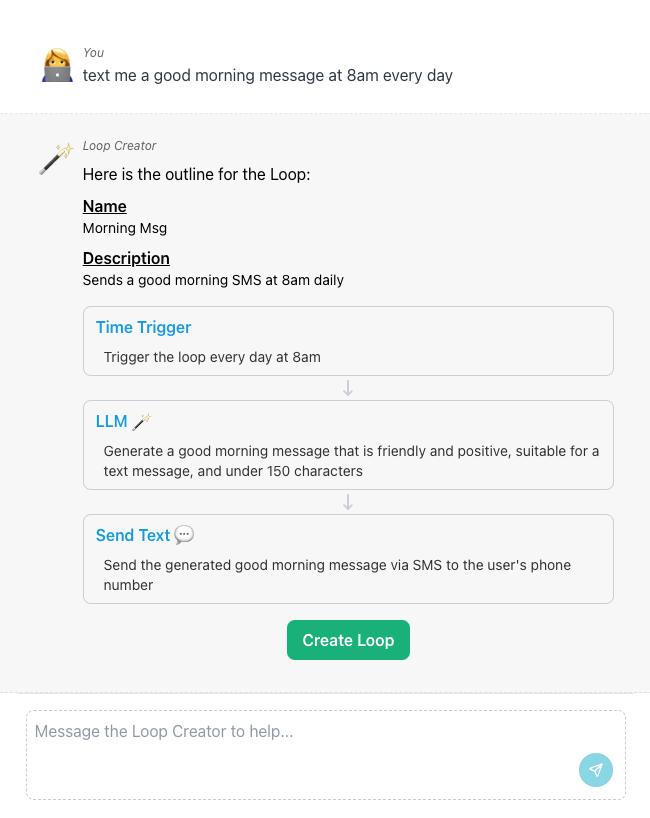 You
text me a good morning message at 8am every day
Loop Creator
Here is the outline for the Loop:
Name
Morning Msg
Description
Sends a good morning SMS at 8am daily
Time Trigger
Trigger the loop every day at 8am
LLM
Generate a good morning message that is friendly and positive, suitable for a
text message, and under 150 characters
Send Text
Send the generated good morning message via SMS to the user's phone
number
Create Loop
Message the Loop Creator to help...